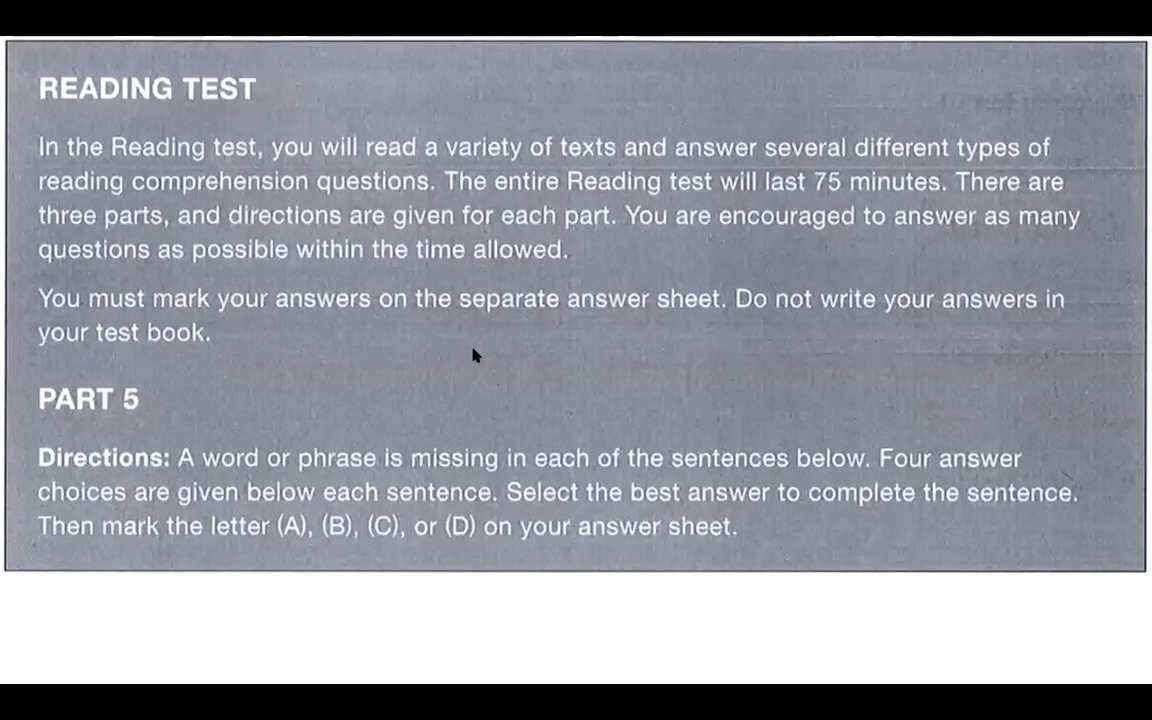 READING TEST
In the Reading test, you will read a variety of texts and answer several different types of
reading comprehension questions. The entire Reading test will last 75 minutes. There are
three parts, and directions are given for each part. You are encouraged to answer as many
questions as possible within the time allowed.
You must mark your answers on the separate answer sheet. Do not write your answers in
your test book.
PART 5
Directions: A word or phrase is missing in each of the sentences below. Four answer
choices are given below each sentence. Select the best answer to complete the sentence.
Then mark the letter (A), (B), (C), or (D) on your answer sheet.